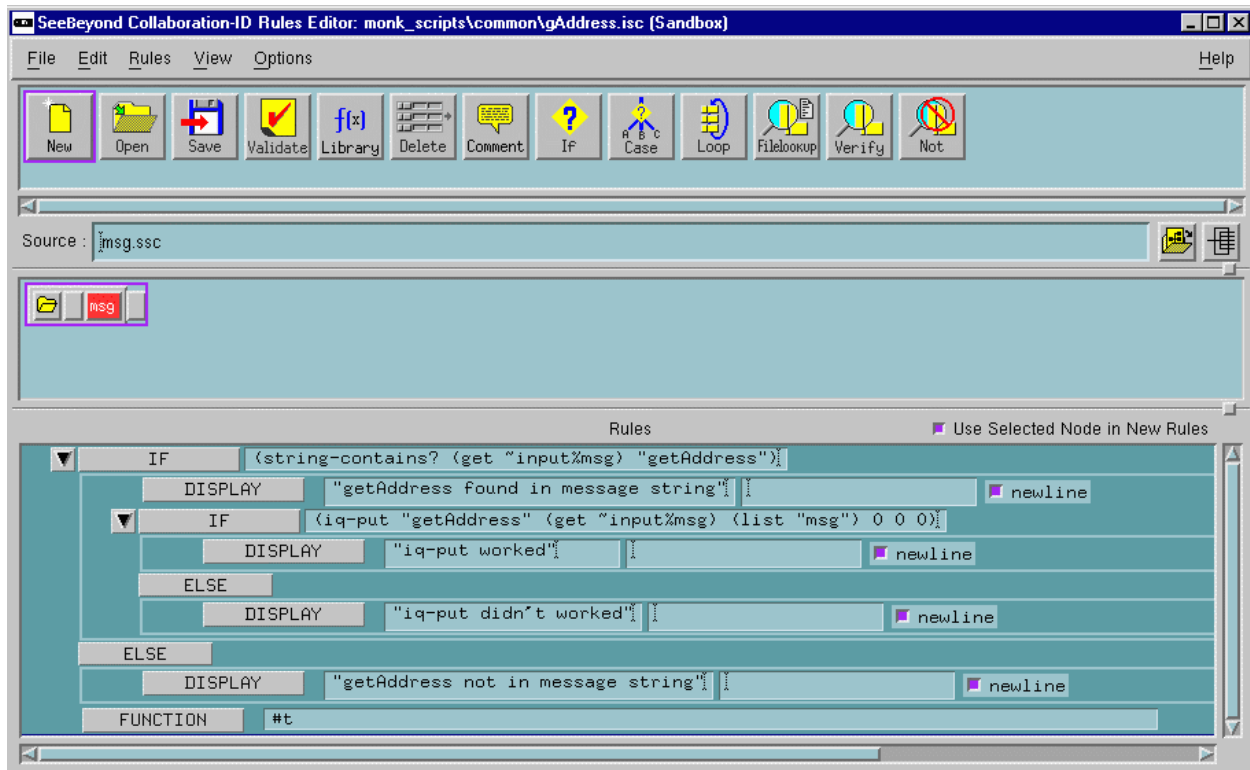 SeeBeyond Collaboration-ID Rules Editor: monk_scripts\common\gAddress.isc (Sandbox)
File Edit Rules View Options Help
New Open Save Validate Library Delete Comment If Case Loop Filelookup Verify Not
Source : msg.ssc
msg
Rules Use Selected Node in New Rules
IF (string-contains? (get ~input%msg) "getAddress")
DISPLAY "getAddress found in message string" newline
IF (iq-put "getAddress" (get ~input%msg) (list "msg") 0 0 0)
DISPLAY "iq-put worked" newline
ELSE
DISPLAY "iq-put didn't worked" newline
ELSE
DISPLAY "getAddress not in message string" newline
FUNCTION #t